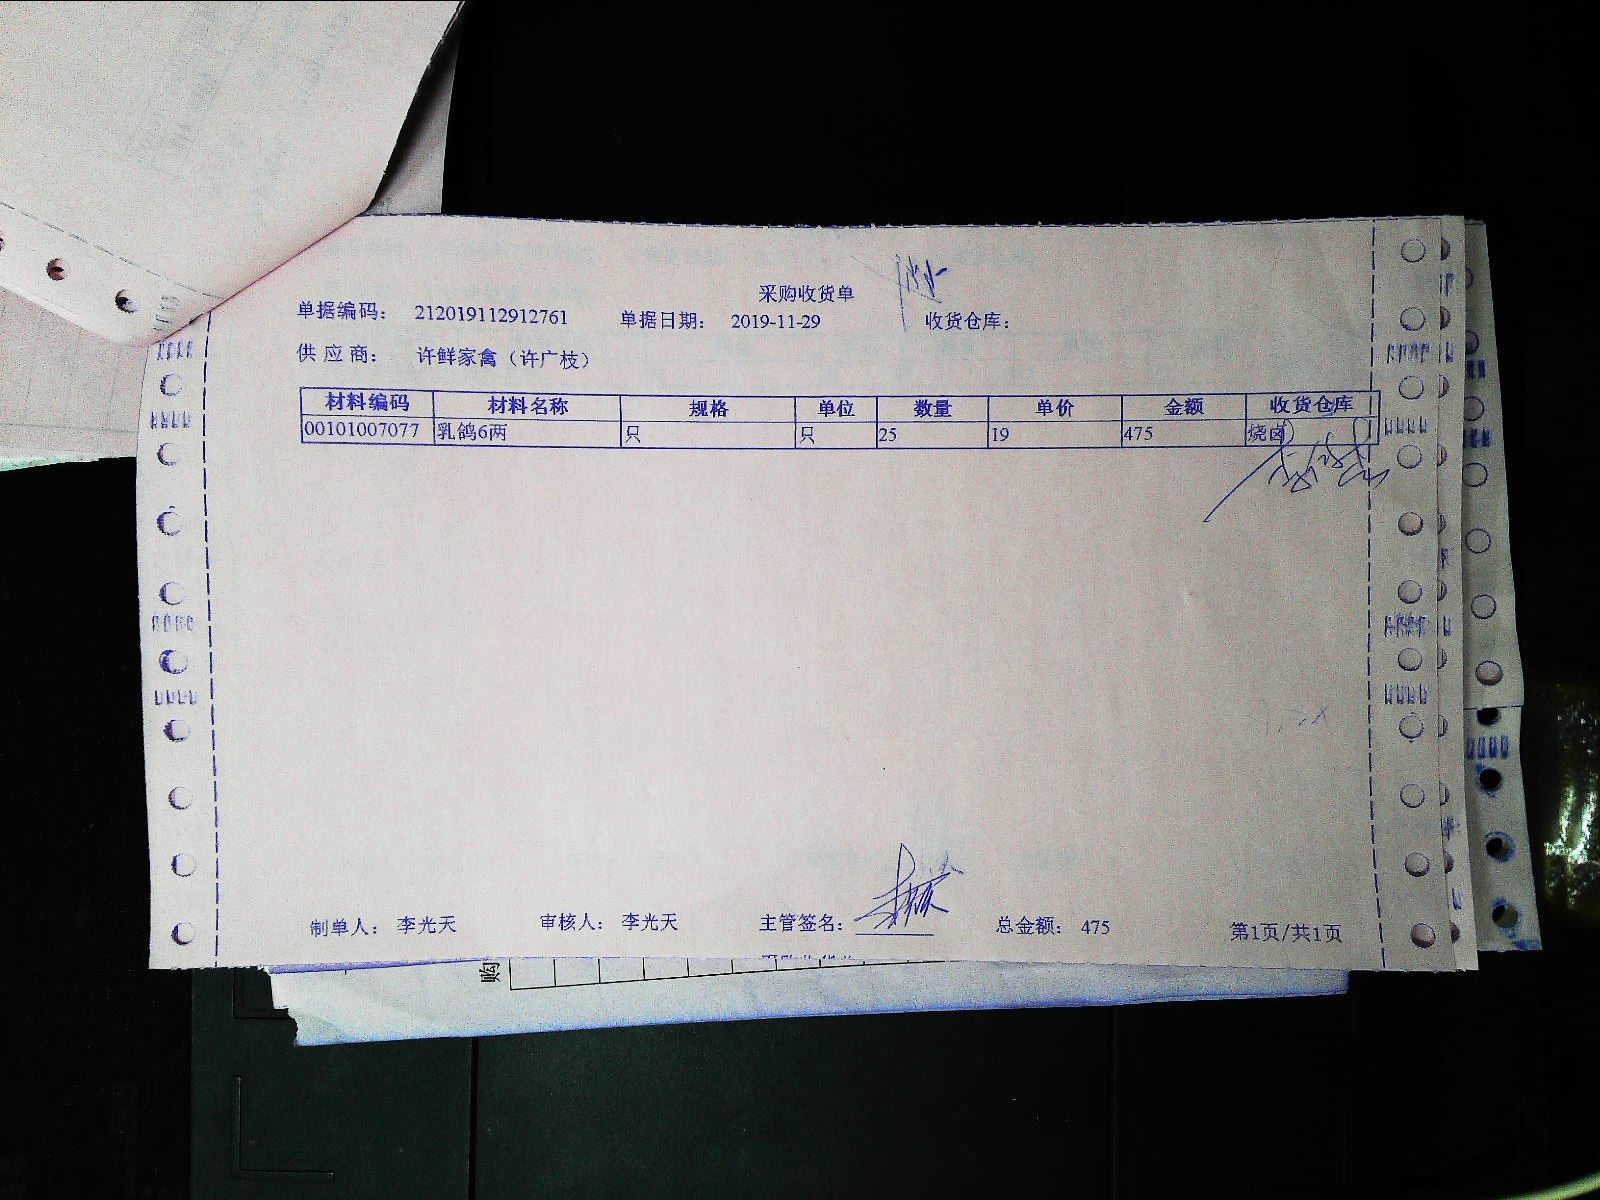 采购收货单
单据编码： 212019112912761 单据日期： 2019-11-29 收货仓库：
供 应 商： 许鲜家禽（许广枝）
材料编码 材料名称 规格 单位 数量 单价 金额 收货仓库
00101007077 乳鸽6两 只 只 25 19 475 烧卤
制单人： 李光天 审核人： 李光天 主管签名： 总金额： 475 第1页/共1页
购